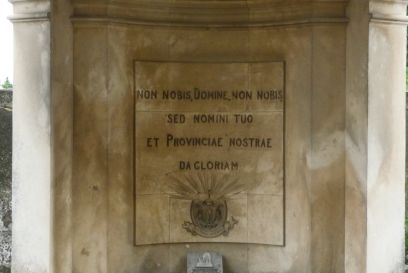 NON NOBIS, DOMINE, NON NOBIS,
SED NOMINI TUO
ET PROVINCIAE NOSTRAE
DA GLORIAM